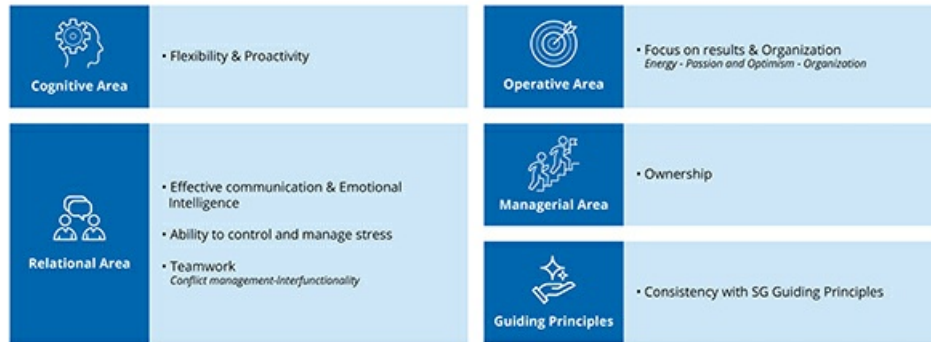 Cognitive Area
• Flexibility & Proactivity
Relational Area
• Effective communication & Emotional
Intelligence
• Ability to control and manage stress
• Teamwork
Conflict management-Interfunctionality
Operative Area
• Focus on results & Organization
Energy - Passion and Optimism - Organization
Managerial Area
• Ownership
Guiding Principles
• Consistency with SG Guiding Principles